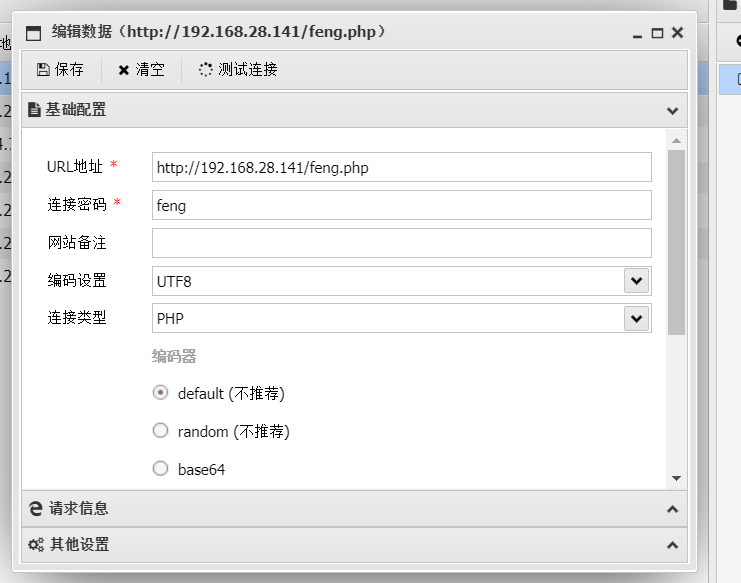 编辑数据（http://192.168.28.141/feng.php）
保存 清空 测试连接
基础配置
URL地址 * http://192.168.28.141/feng.php
连接密码 * feng
网站备注
编码设置 UTF8
连接类型 PHP
编码器
default (不推荐)
random (不推荐)
base64
请求信息
其他设置